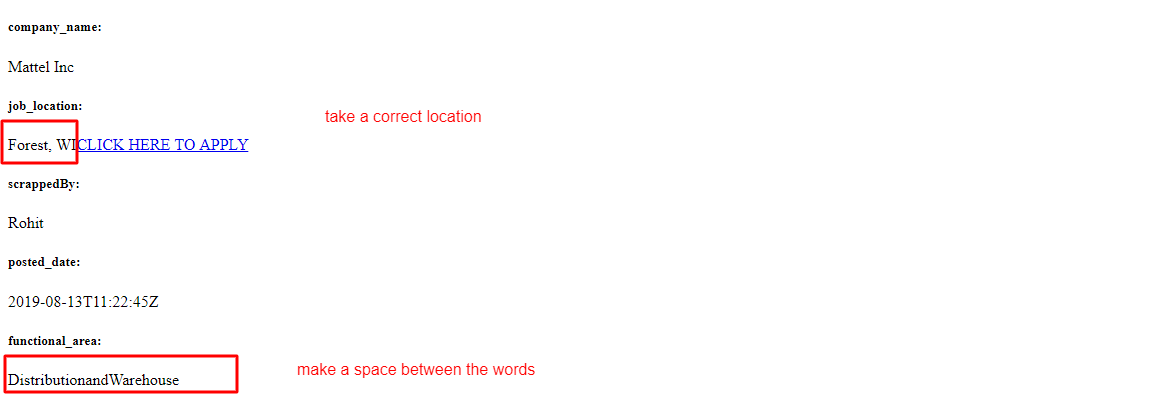 company_name:
Mattel Inc
job_location:
take a correct location
Forest, WICLICK HERE TO APPLY
scrappedBy:
Rohit
posted_date:
2019-08-13T11:22:45Z
functional_area:
make a space between the words
DistributionandWarehouse